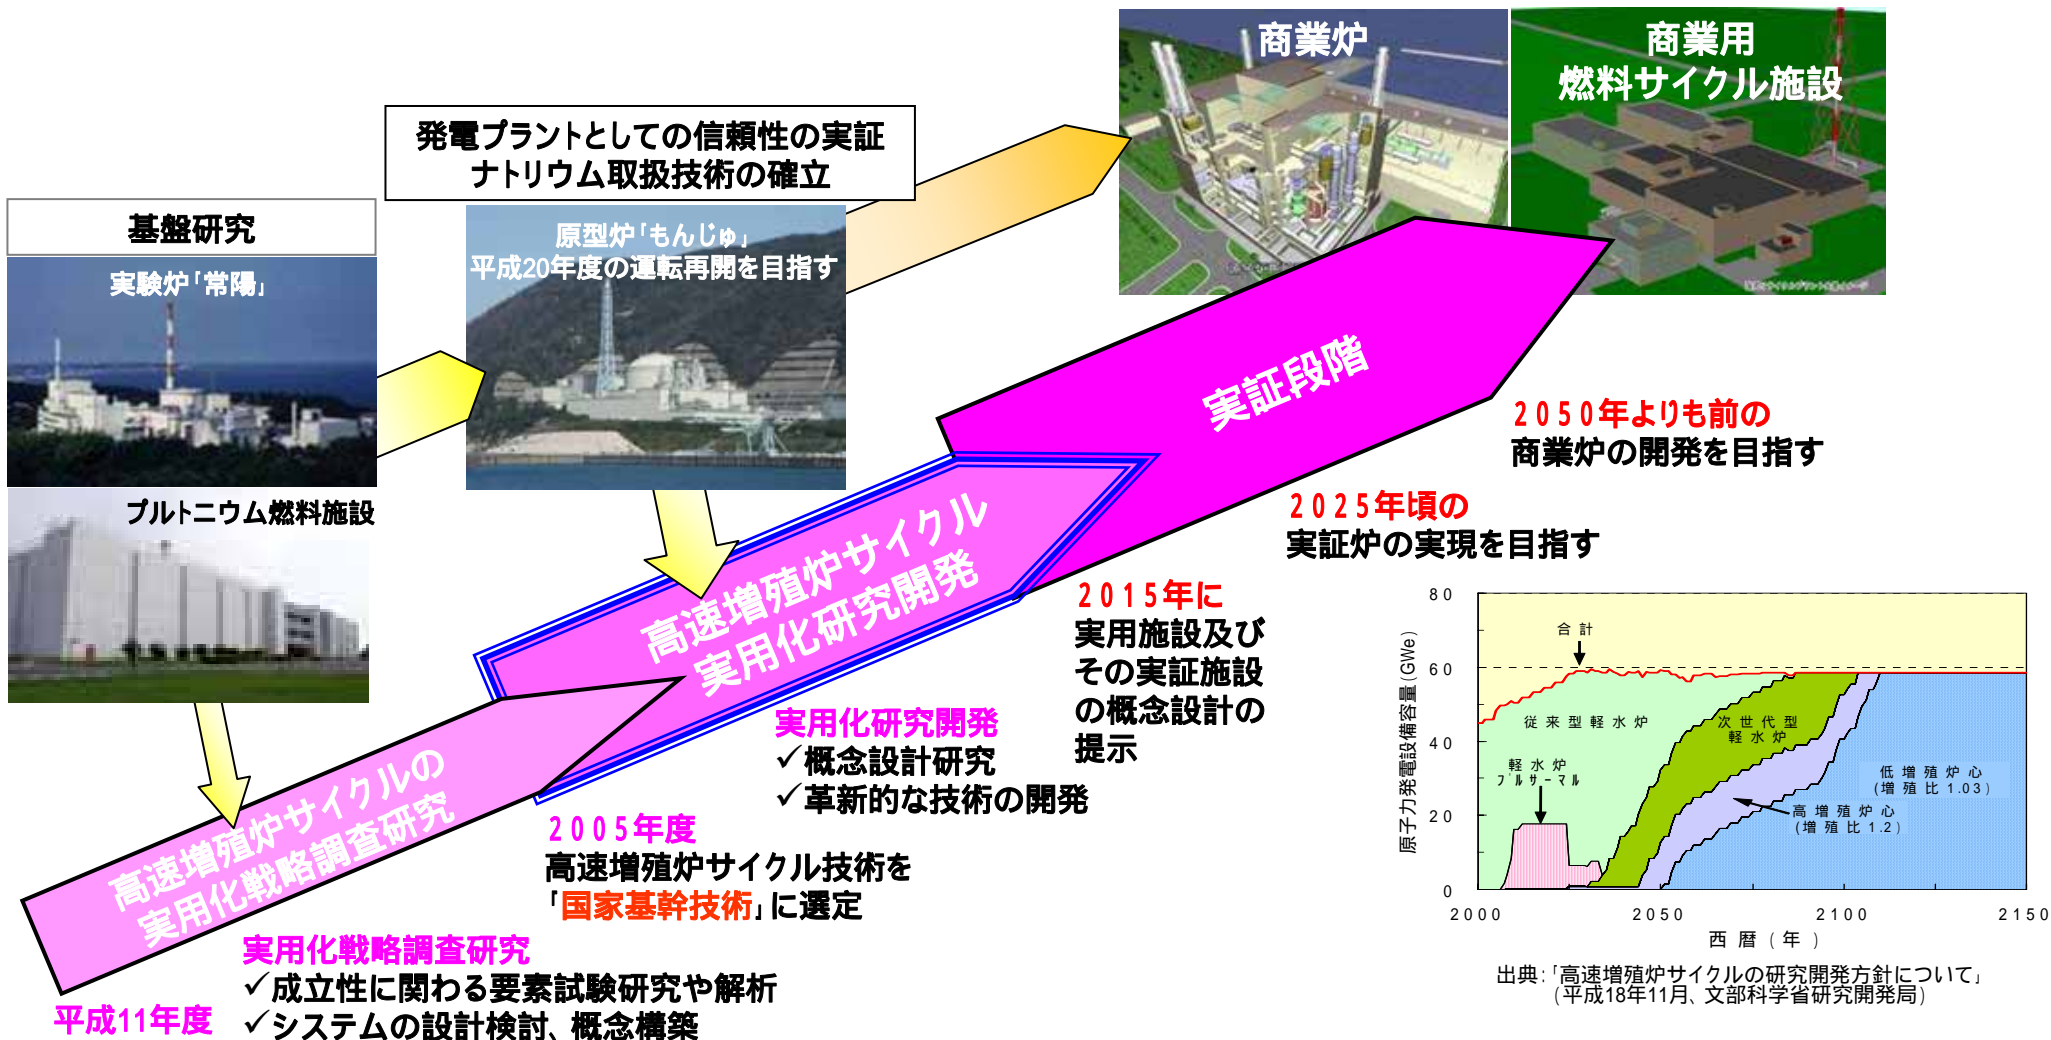 商業炉
商業用
燃料サイクル施設
発電プラントとしての信頼性の実証
ナトリウム取扱技術の確立
基盤研究
実験炉「常陽」
原型炉「もんじゅ」
平成20年度の運転再開を目指す
プルトニウム燃料施設
実証段階
2050年よりも前の
商業炉の開発を目指す
2025年頃の
実証炉の実現を目指す
高速増殖炉サイクル
実用化研究開発
2015年に
実用施設及び
その実証施設
の概念設計の
提示
実用化研究開発
✓概念設計研究
✓革新的な技術の開発
高速増殖炉サイクルの
実用化戦略調査研究
2005年度
高速増殖炉サイクル技術を
「国家基幹技術」に選定
実用化戦略調査研究
✓成立性に関わる要素試験研究や解析
✓システムの設計検討、概念構築
平成11年度
原子力発電設備容量(GWe)
80
60
40
20
0
合計
従来型軽水炉
次世代型
軽水炉
軽水炉
プルサーマル
低増殖炉心
(増殖比1.03)
高増殖炉心
(増殖比1.2)
2000
2050
2100
2150
西暦(年)
出典:「高速増殖炉サイクルの研究開発方針について」
(平成18年11月、文部科学省研究開発局)